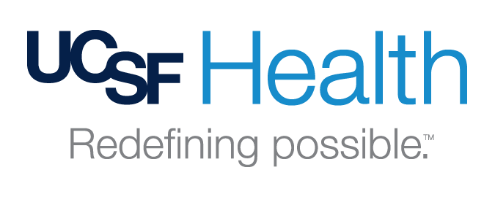 UCSF Health
Redefining possible.™